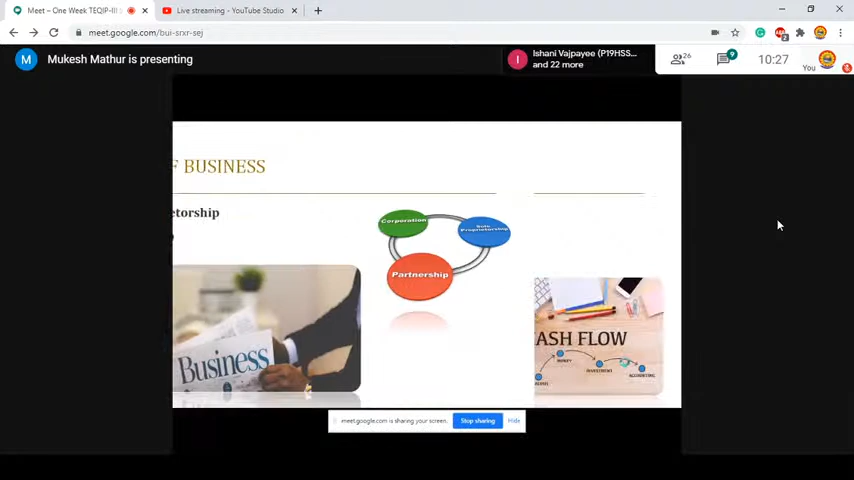 Meet – One Week TEQIP-III
Live streaming - YouTube Studio
meet.google.com/bui-srxr-sej
M Mukesh Mathur is presenting
I Ishani Vajpayee (P19HSS...
and 22 more
26
9
10:27
You
F BUSINESS
etorship
Corporation
Sole
Proprietorship
Partnership
Business
ASH FLOW
MONEY
INVESTMENT
ACCOUNTING
meet.google.com is sharing your screen.
Stop sharing
Hide